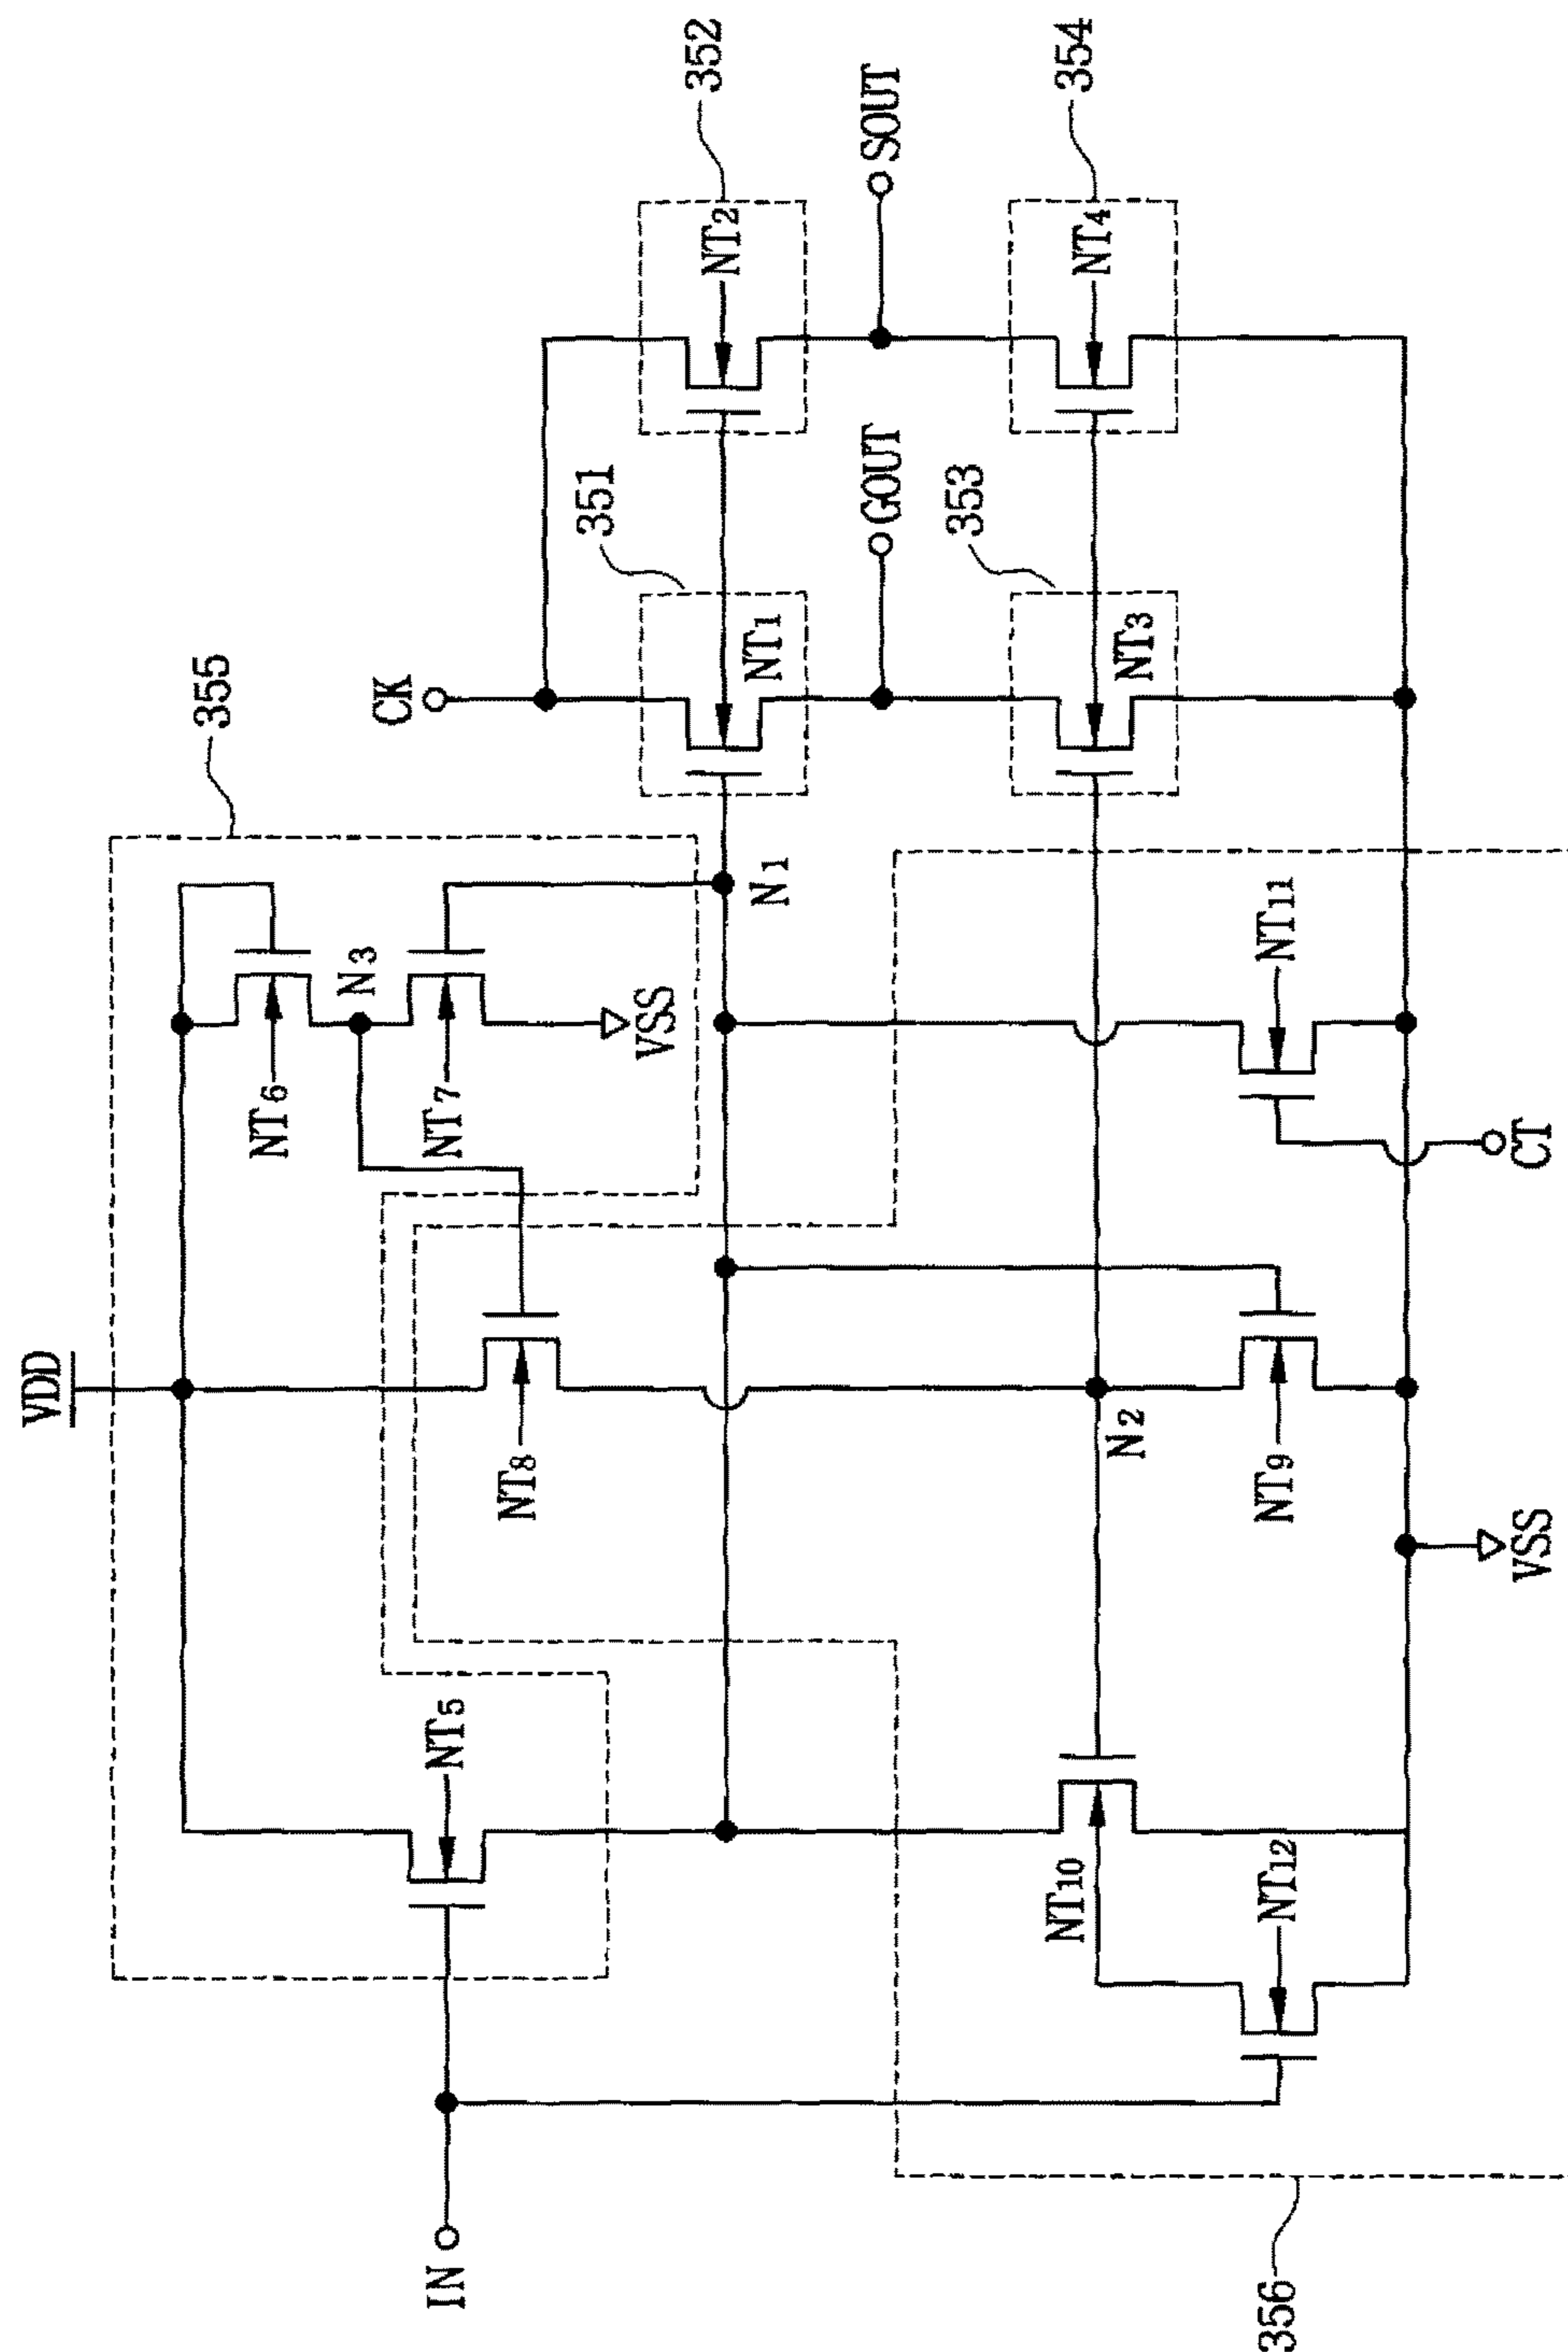 VDD
355
CK
352
354
351
353
NT6
N3
NT7
VSS
N1
NT1
NT2
GOUT
SOUT
NT3
NT4
NT8
NT5
IN
N2
NT11
NT9
NT10
NT12
CT
VSS
356